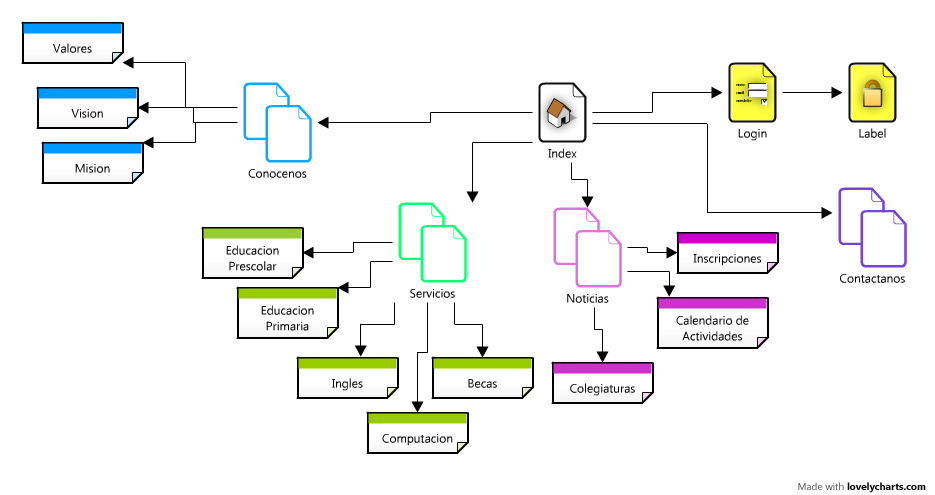 Valores
Vision
Mision
Conocenos
Index
Login
Label
Contactanos
Educacion
Prescolar
Educacion
Primaria
Servicios
Ingles
Becas
Computacion
Noticias
Inscripciones
Calendario de
Actividades
Colegiaturas
Made with lovelycharts.com